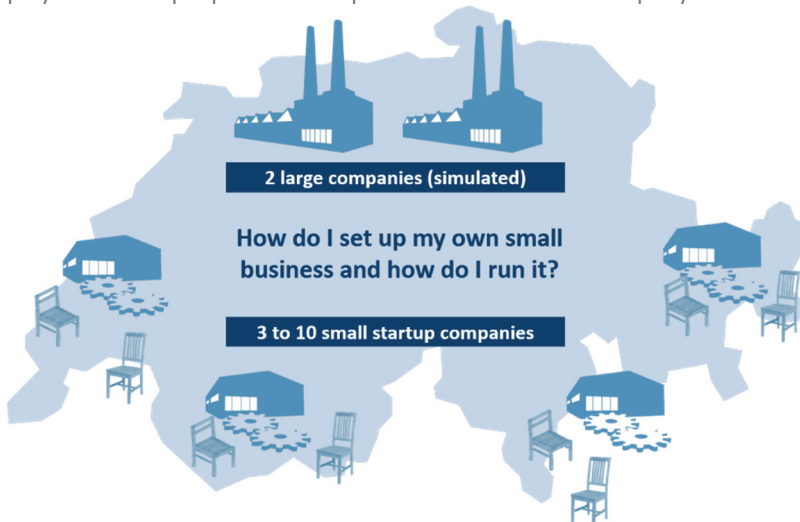 2 large companies (simulated)
How do I set up my own small
business and how do I run it?
3 to 10 small startup companies